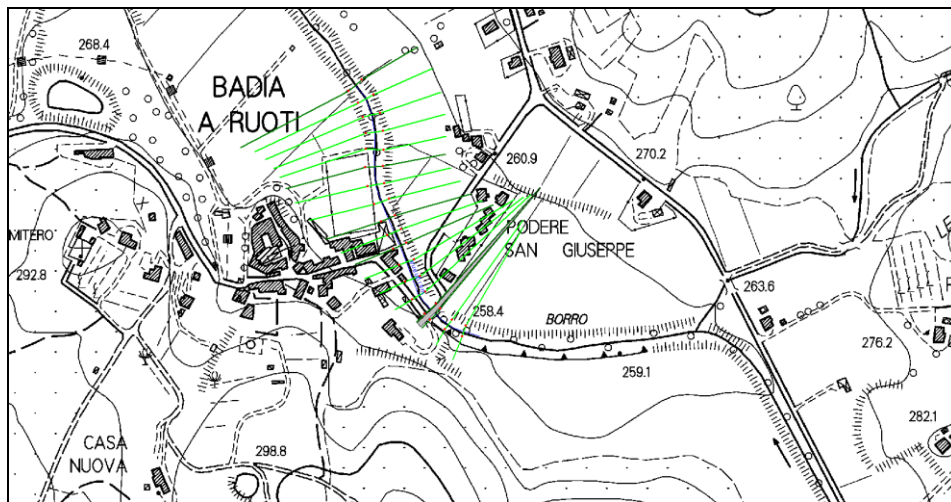 268.4
BADIA
A RUOTI
260.9
270.2
MITERO'
292.8
PODERE
SAN GIUSEPPE
263.6
258.4
BORRO
276.2
259.1
282.1
CASA
NUOVA
298.8